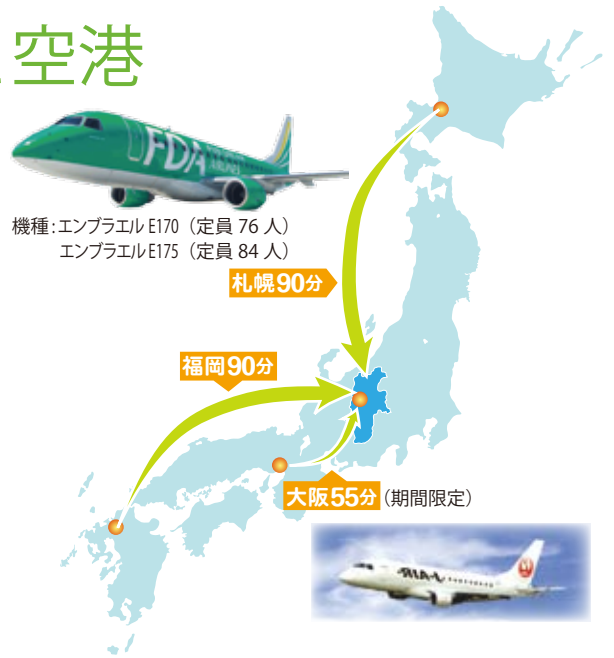 空港
FDA
機種:エンブラエル E170（定員 76 人）
エンブラエル E175（定員 84 人）
札幌90分
福岡90分
大阪55分（期間限定）